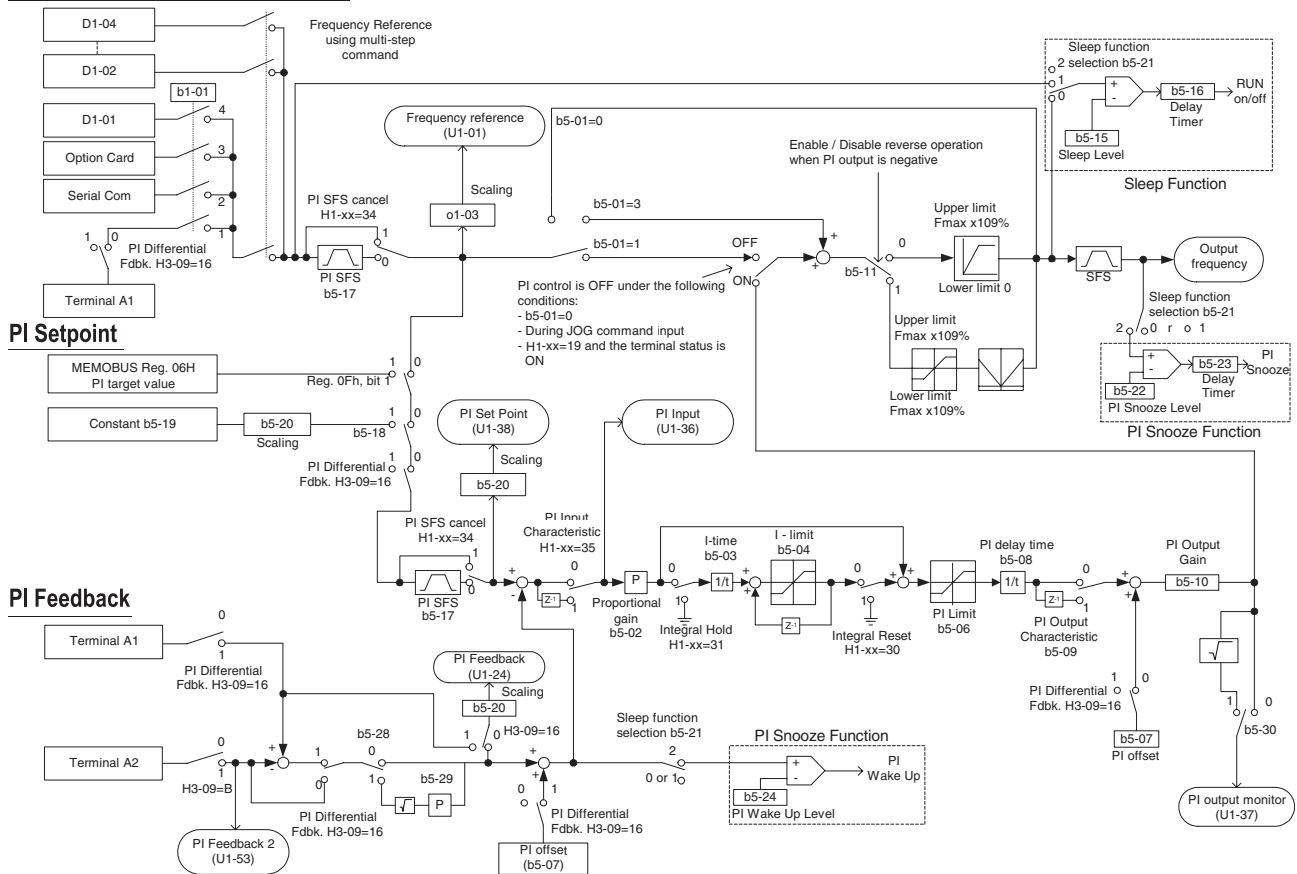 D1-04
D1-02
b1-01
D1-01
Option Card
Serial Com
4
3
2
1
1 0
PI Differential
Fdbk. H3-09=16
Terminal A1
Frequency Reference
using multi-step
command
PI SFS cancel
H1-xx=34
1
0
PI SFS
b5-17
Frequency reference
(U1-01)
Scaling
o1-03
b5-01=0
b5-01=3
b5-01=1
OFF
ON
PI control is OFF under the following
conditions:
- b5-01=0
- During JOG command input
- H1-xx=19 and the terminal status is
ON
Enable / Disable reverse operation
when PI output is negative
+
+
b5-11
0
1
Upper limit
Fmax x109%
Lower limit 0
Upper limit
Fmax x109%
Lower limit
Fmax x109%
Sleep function
2 selection b5-21
1
0
+
-
b5-16
Delay
Timer
RUN
on/off
b5-15
Sleep Level
Sleep Function
SFS
Output
frequency
Sleep function
selection b5-21
2 0 r o 1
+
-
b5-23
Delay
Timer
PI
Snooze
b5-22
PI Snooze Level
PI Snooze Function
PI Setpoint
MEMOBUS Reg. 06H
PI target value
1 0
Reg. 0Fh, bit 1
Constant b5-19
b5-20
Scaling
1 0
b5-18
PI Differential
Fdbk. H3-09=16
1 0
PI SFS cancel
H1-xx=34
1
0
PI SFS
b5-17
PI Set Point
(U1-38)
Scaling
b5-20
+
-
PI Input
Characteristic
H1-xx=35
0
1
Z-1
PI Input
(U1-36)
P
Proportional
gain
b5-02
0
1
Integral Hold
H1-xx=31
I-time
b5-03
1/t
+
+
I - limit
b5-04
Z-1
0
1
Integral Reset
H1-xx=30
+
+
PI Limit
b5-06
PI delay time
b5-08
1/t
Z-1
0
1
PI Output
Characteristic
b5-09
+
+
PI Output
Gain
b5-10
PI Differential
Fdbk. H3-09=16
1 0
b5-07
PI offset
√
1 0
b5-30
PI output monitor
(U1-37)
PI Feedback
Terminal A1
0
1
PI Differential
Fdbk. H3-09=16
Terminal A2
0
1
H3-09=B
PI Feedback 2
(U1-53)
+
-
1
0
PI Differential
Fdbk. H3-09=16
b5-28
0
1
√
b5-29
P
PI Feedback
(U1-24)
Scaling
b5-20
1 0
H3-09=16
+
+
0 1
PI Differential
Fdbk. H3-09=16
PI offset
(b5-07)
Sleep function
selection b5-21
2
0 or 1
PI Snooze Function
+
-
PI
Wake Up
b5-24
PI Wake Up Level